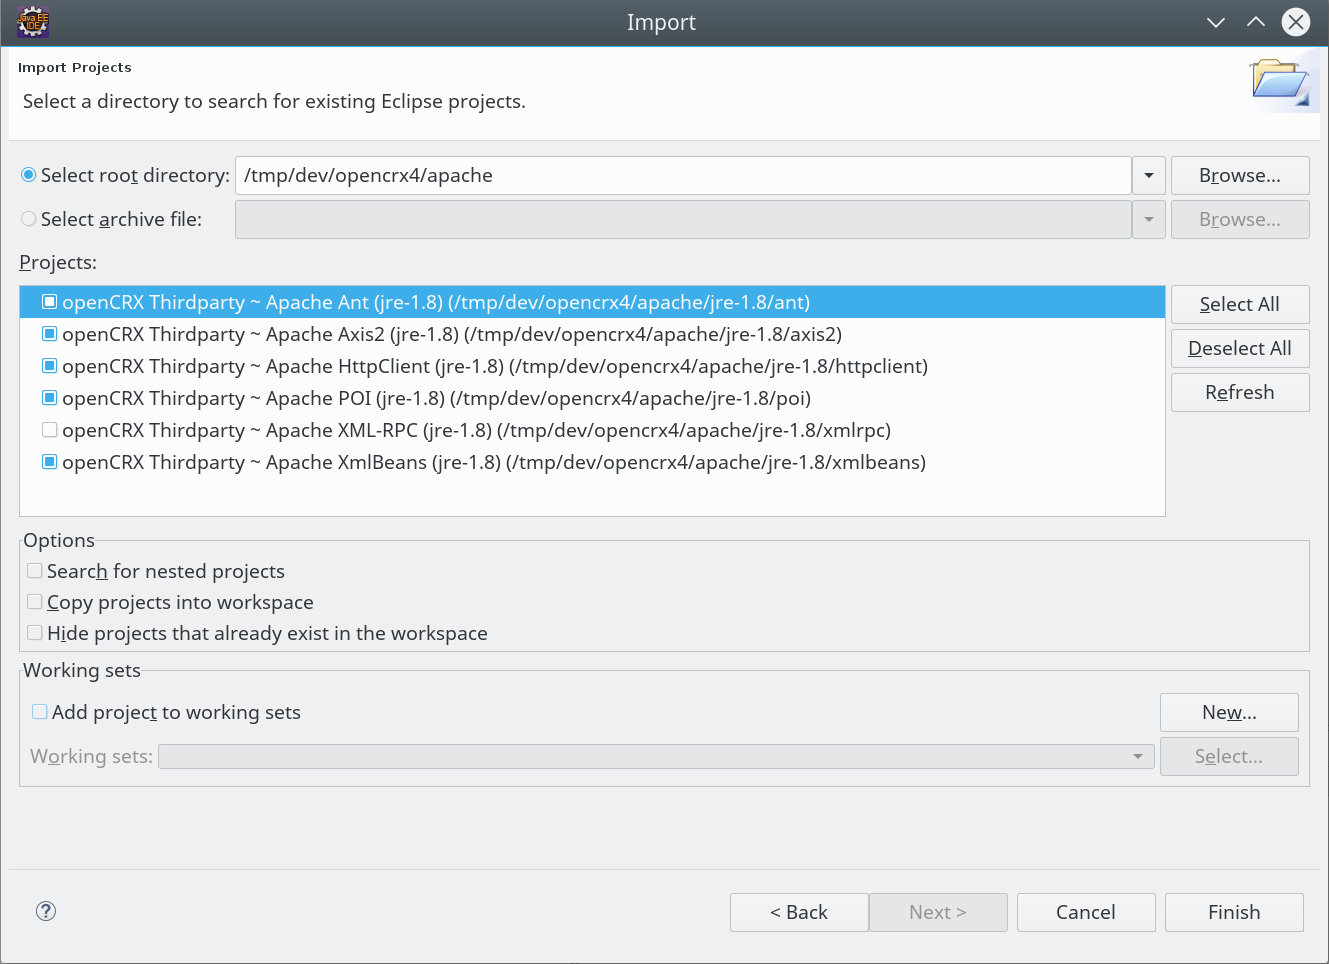 Java EE
IDE
Import
Import Projects
Select a directory to search for existing Eclipse projects.
Select root directory: /tmp/dev/opencrx4/apache Browse...
Select archive file: Browse...
Projects:
openCRX Thirdparty ~ Apache Ant (jre-1.8) (/tmp/dev/opencrx4/apache/jre-1.8/ant)
openCRX Thirdparty ~ Apache Axis2 (jre-1.8) (/tmp/dev/opencrx4/apache/jre-1.8/axis2)
openCRX Thirdparty ~ Apache HttpClient (jre-1.8) (/tmp/dev/opencrx4/apache/jre-1.8/httpclient)
openCRX Thirdparty ~ Apache POI (jre-1.8) (/tmp/dev/opencrx4/apache/jre-1.8/poi)
openCRX Thirdparty ~ Apache XML-RPC (jre-1.8) (/tmp/dev/opencrx4/apache/jre-1.8/xmlrpc)
openCRX Thirdparty ~ Apache XmlBeans (jre-1.8) (/tmp/dev/opencrx4/apache/jre-1.8/xmlbeans)
Select All
Deselect All
Refresh
Options
Search for nested projects
Copy projects into workspace
Hide projects that already exist in the workspace
Working sets
Add project to working sets New...
Working sets: Select...
? < Back Next > Cancel Finish